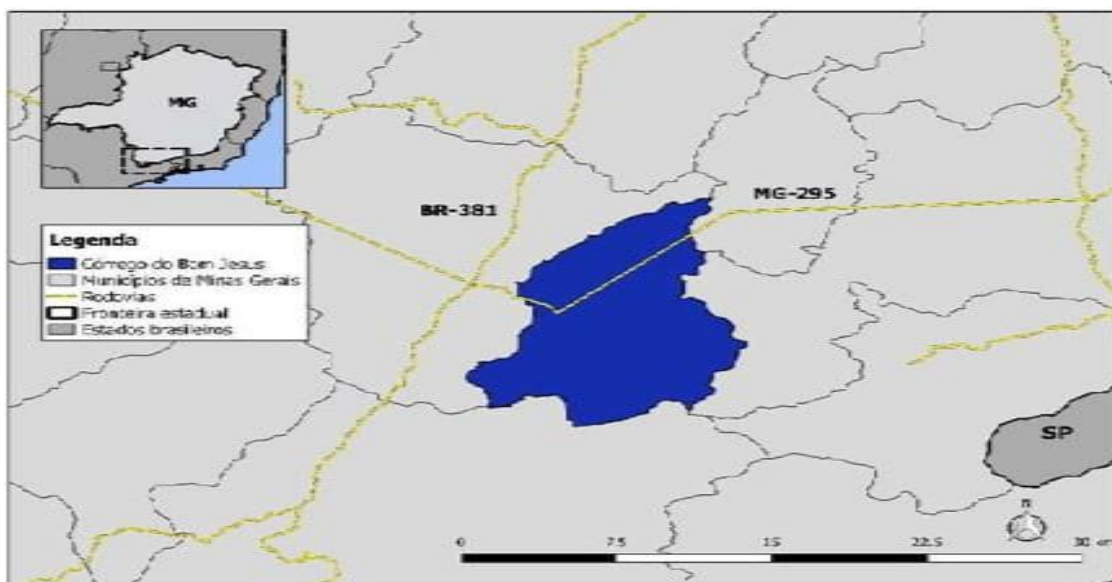 MG
BR-381
MG-295
Legenda
Córrego do Bom Jesus
Municípios de Minas Gerais
Rodovias
Fronteira estadual
Estados brasileiros
SP
N
0 7.5 15 22.5 30